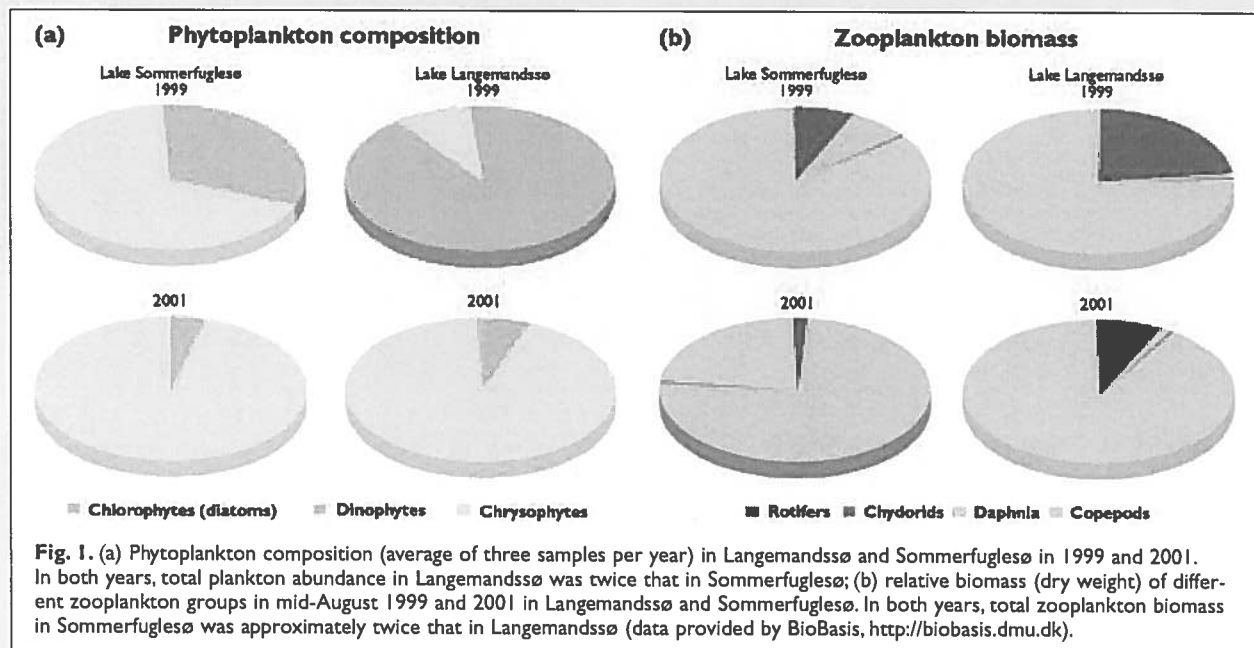 (a) Phytoplankton composition
(b) Zooplankton biomass
Lake Sommerfuglesø
1999
Lake Langemandssø
1999
Lake Sommerfuglesø
1999
Lake Langemandssø
1999
2001
2001
2001
2001
Chlorophytes (diatoms) Dinophytes Chrysophytes
Rotifers Chydorids Daphnia Copepods
Fig. 1. (a) Phytoplankton composition (average of three samples per year) in Langemandssø and Sommerfuglesø in 1999 and 2001.
In both years, total plankton abundance in Langemandssø was twice that in Sommerfuglesø; (b) relative biomass (dry weight) of differ-
ent zooplankton groups in mid-August 1999 and 2001 in Langemandssø and Sommerfuglesø. In both years, total zooplankton biomass
in Sommerfuglesø was approximately twice that in Langemandssø (data provided by BioBasis, http://biobasis.dmu.dk).